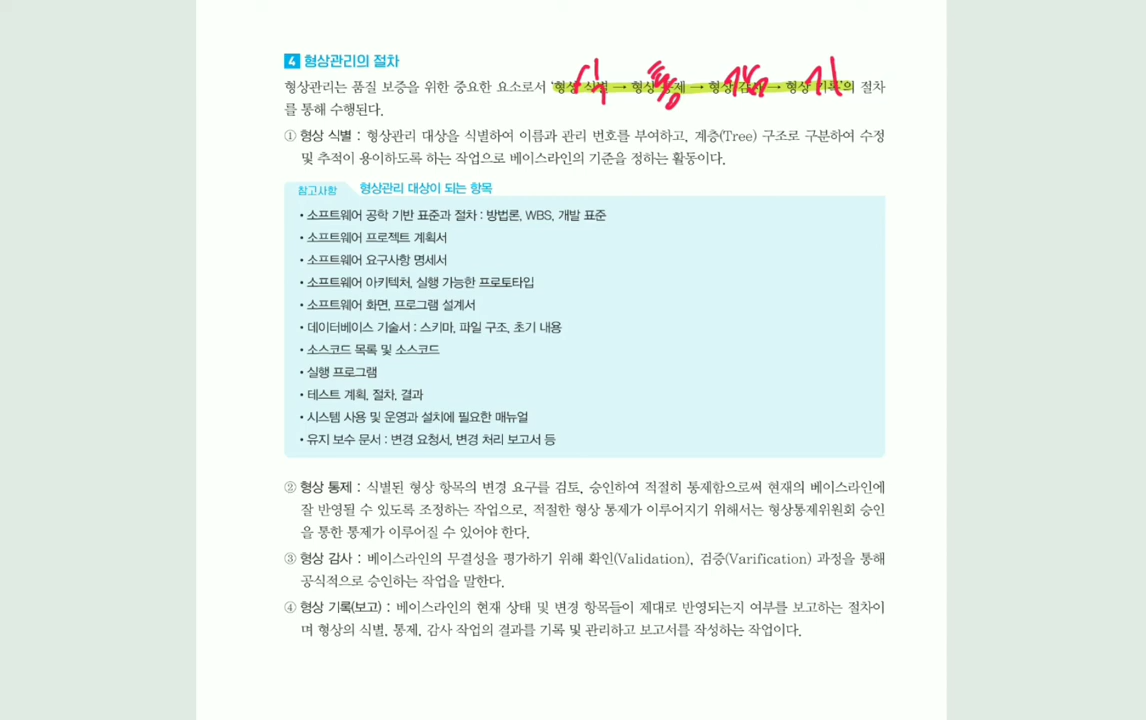 4 형상관리의 절차
식 통 감 기
형상관리는 품질 보증을 위한 중요한 요소로서 '형상 식별 → 형상 통제 → 형상 감사 → 형상 기록'의 절차
를 통해 수행된다.
① 형상 식별 : 형상관리 대상을 식별하여 이름과 관리 번호를 부여하고, 계층(Tree) 구조로 구분하여 수정
및 추적이 용이하도록 하는 작업으로 베이스라인의 기준을 정하는 활동이다.
참고사항 형상관리 대상이 되는 항목
• 소프트웨어 공학 기반 표준과 절차 : 방법론, WBS, 개발 표준
• 소프트웨어 프로젝트 계획서
• 소프트웨어 요구사항 명세서
• 소프트웨어 아키텍처, 실행 가능한 프로토타입
• 소프트웨어 화면, 프로그램 설계서
• 데이터베이스 기술서 : 스키마, 파일 구조, 초기 내용
• 소스코드 목록 및 소스코드
• 실행 프로그램
• 테스트 계획, 절차, 결과
• 시스템 사용 및 운영과 설치에 필요한 매뉴얼
• 유지 보수 문서 : 변경 요청서, 변경 처리 보고서 등
② 형상 통제 : 식별된 형상 항목의 변경 요구를 검토, 승인하여 적절히 통제함으로써 현재의 베이스라인에
잘 반영될 수 있도록 조정하는 작업으로, 적절한 형상 통제가 이루어지기 위해서는 형상통제위원회 승인
을 통한 통제가 이루어질 수 있어야 한다.
③ 형상 감사 : 베이스라인의 무결성을 평가하기 위해 확인(Validation), 검증(Varification) 과정을 통해
공식적으로 승인하는 작업을 말한다.
④ 형상 기록(보고) : 베이스라인의 현재 상태 및 변경 항목들이 제대로 반영되는지 여부를 보고하는 절차이
며 형상의 식별, 통제, 감사 작업의 결과를 기록 및 관리하고 보고서를 작성하는 작업이다.